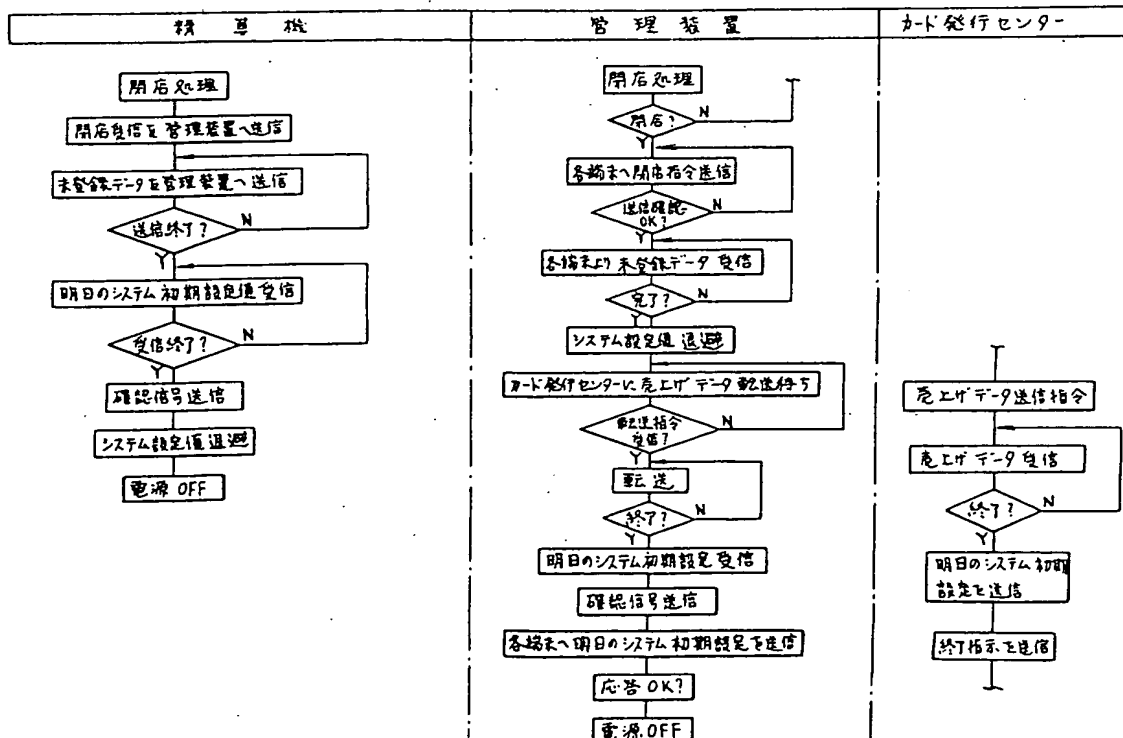 精算機
管理装置
カード発行センター
閉店処理
閉店受信を管理装置へ送信
未登録データを管理装置へ送信
送信終了?
N
Y
明日のシステム初期設定値受信
受信終了?
N
Y
確認信号送信
システム設定値退避
電源OFF
閉店処理
閉店?
N
Y
各端末へ閉店指令送信
送信確認
OK?
N
Y
各端末より未登録データ受信
完了?
N
Y
システム設定値退避
カード発行センターに売上げデータ転送待ち
転送指令
受信?
N
Y
転送
終了?
N
Y
明日のシステム初期設定受信
確認信号送信
各端末へ明日のシステム初期設定を送信
応答OK?
電源OFF
売上げデータ送信指令
売上げデータ受信
終了?
N
Y
明日のシステム初期
設定を送信
終了指示を送信